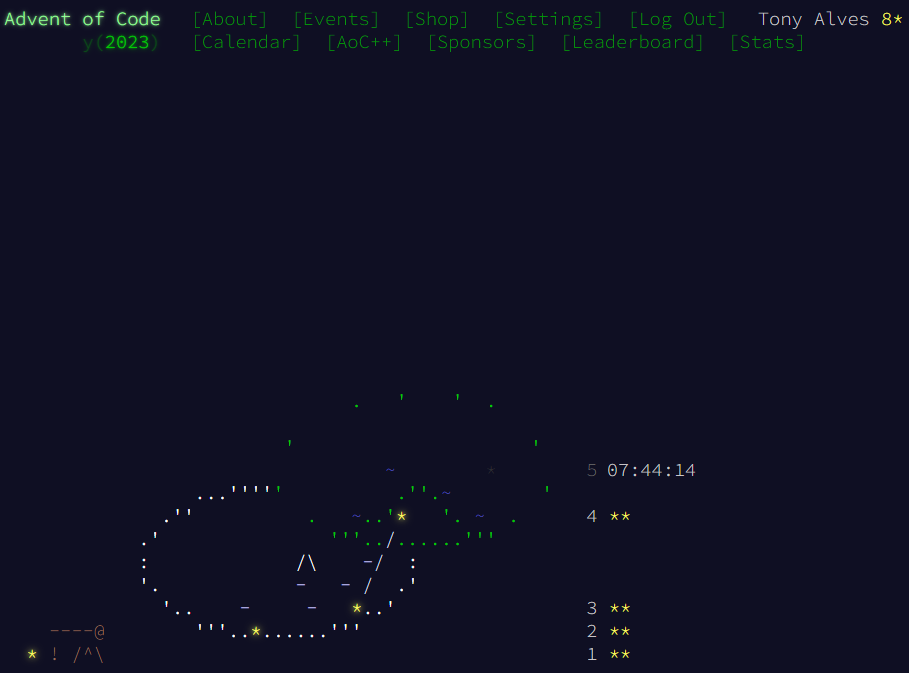 Advent of Code [About] [Events] [Shop] [Settings] [Log Out] Tony Alves 8*
y(2023) [Calendar] [AoC++] [Sponsors] [Leaderboard] [Stats]
5 07:44:14
4 **
3 **
2 **
1 **